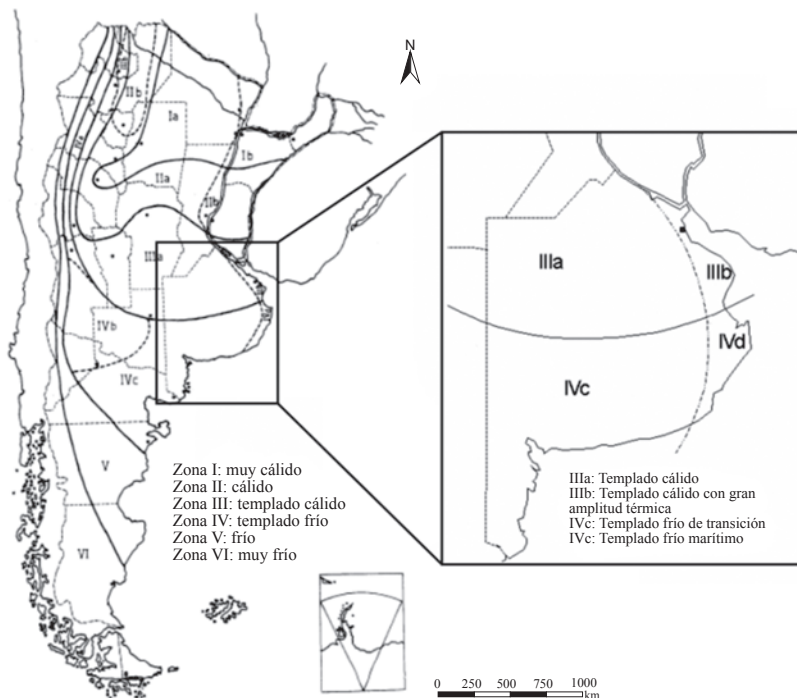 N
II b
Ia
IVa
Ib
IIa
IIb
IIIa
IVb
IVc
V
VI
IIIa
IIIb
IVd
IVc
Zona I: muy cálido
Zona II: cálido
Zona III: templado cálido
Zona IV: templado frío
Zona V: frío
Zona VI: muy frío
IIIa: Templado cálido
IIIb: Templado cálido con gran
amplitud térmica
IVc: Templado frío de transición
IVc: Templado frío marítimo
0 250 500 750 1000
km